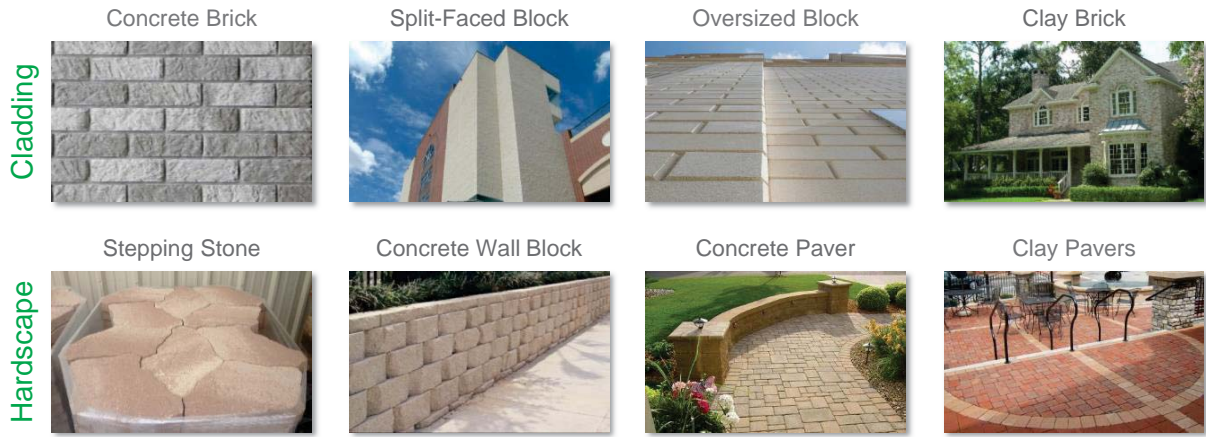 Concrete Brick
Split-Faced Block
Oversized Block
Clay Brick
Cladding
Stepping Stone
Concrete Wall Block
Concrete Paver
Clay Pavers
Hardscape